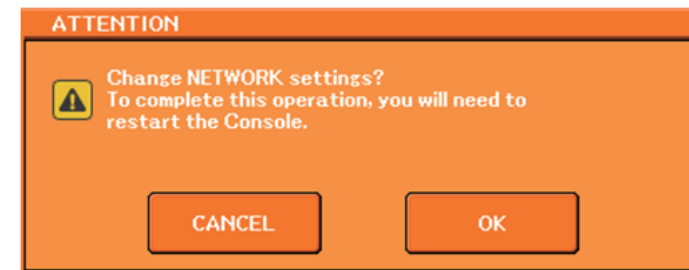 ATTENTION
Change NETWORK settings?
To complete this operation, you will need to
restart the Console.
CANCEL OK